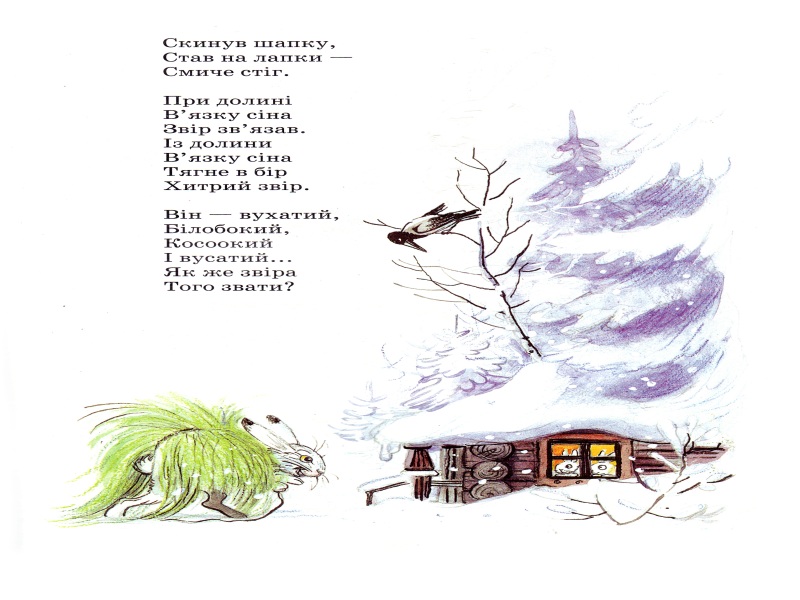 Скинув шапку,
Став на лапки —
Смиче стіг.
При долині
В’язку сіна
Звір зв’язав.
Із долини
В’язку сіна
Тягне в бір
Хитрий звір.
Він — вухатий,
Білобокий,
Косоокий
І вусатий...
Як же звіра
Того звати?